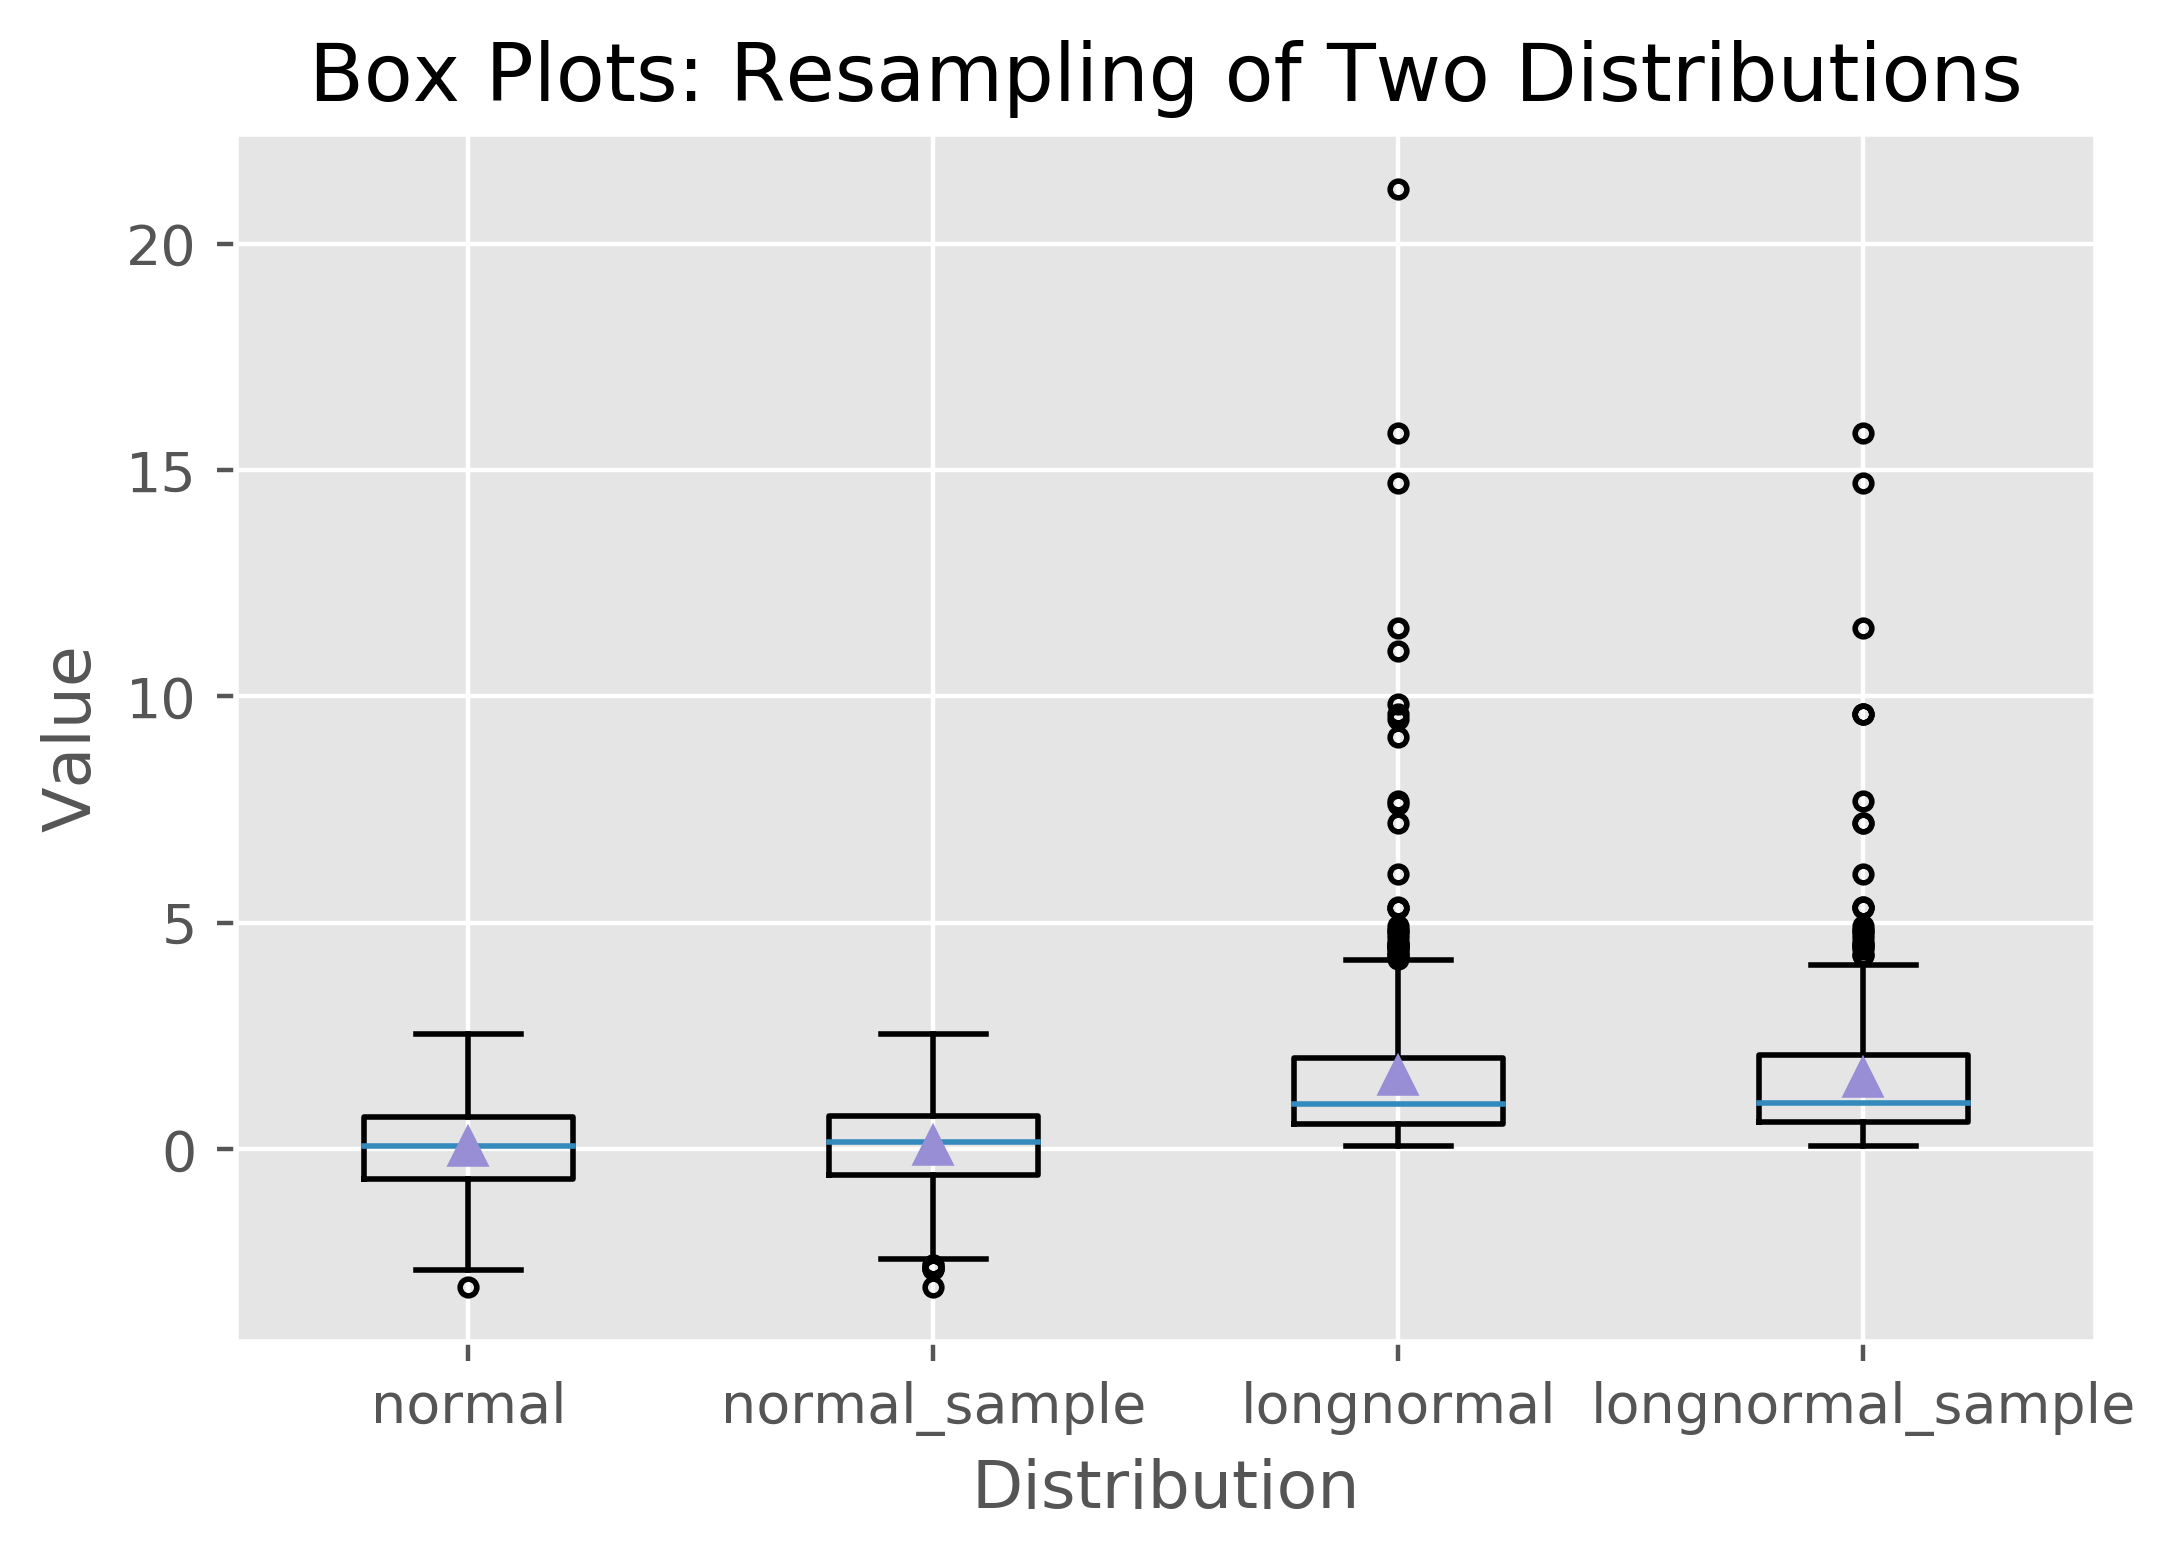 Box Plots: Resampling of Two Distributions
Value
20
15
10
5
0
normal normal_sample longnormal longnormal_sample
Distribution